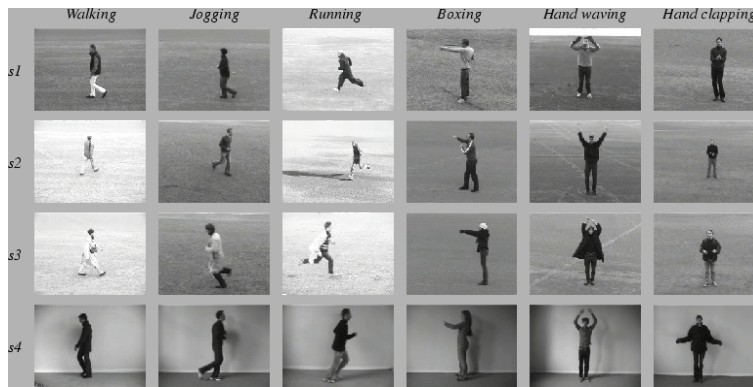 Walking Jogging Running Boxing Hand waving Hand clapping
s1
s2
s3
s4